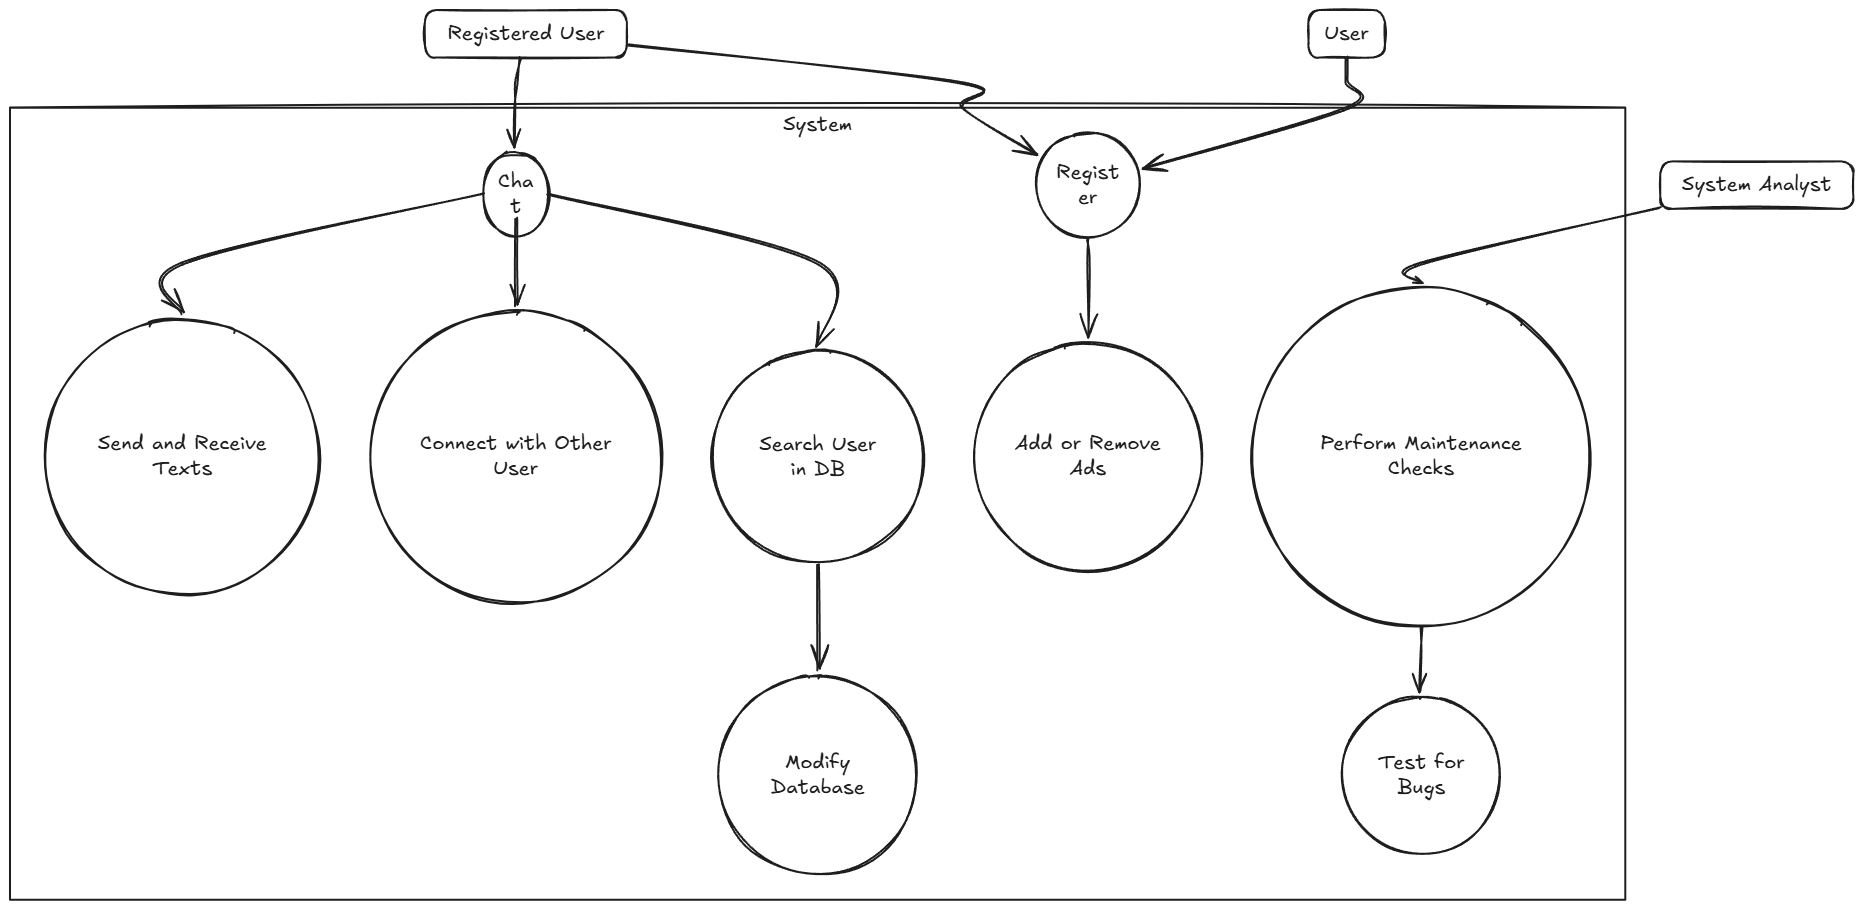 Registered User
User
System
Cha
t
Regist
er
System Analyst
Send and Receive
Texts
Connect with Other
User
Search User
in DB
Add or Remove
Ads
Perform Maintenance
Checks
Modify
Database
Test for
Bugs